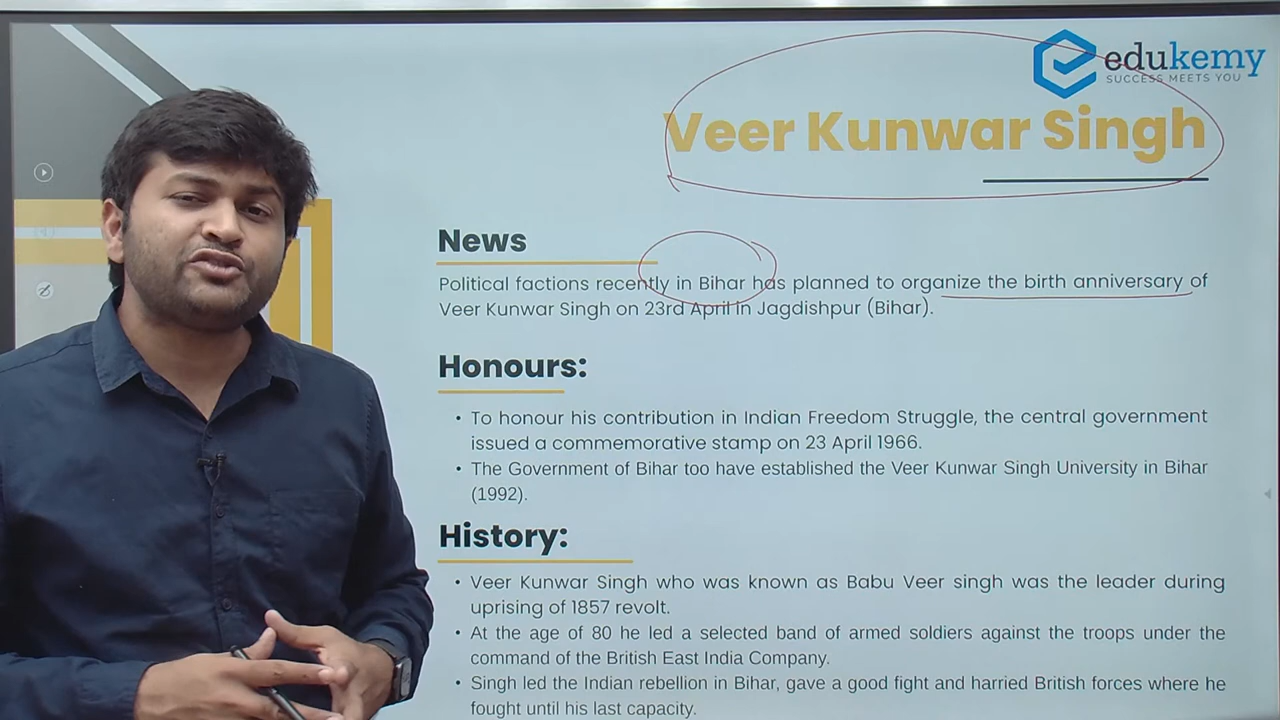 edukemy
SUCCESS MEETS YOU
Veer Kunwar Singh
News
Political factions recently in Bihar has planned to organize the birth anniversary of
Veer Kunwar Singh on 23rd April in Jagdishpur (Bihar).
Honours:
• To honour his contribution in Indian Freedom Struggle, the central government
issued a commemorative stamp on 23 April 1966.
• The Government of Bihar too have established the Veer Kunwar Singh University in Bihar
(1992).
History:
• Veer Kunwar Singh who was known as Babu Veer singh was the leader during
uprising of 1857 revolt.
• At the age of 80 he led a selected band of armed soldiers against the troops under the
command of the British East India Company.
• Singh led the Indian rebellion in Bihar, gave a good fight and harried British forces where he
fought until his last capacity.